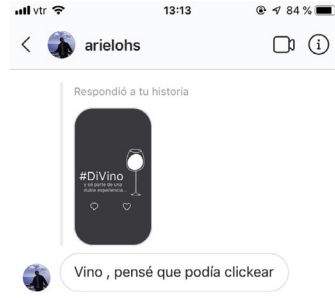 vtr
13:13
84 %
arielohs
Respondió a tu historia
#DiVino
y sé parte de una
dulce experiencia...
Vino , pensé que podía clickear